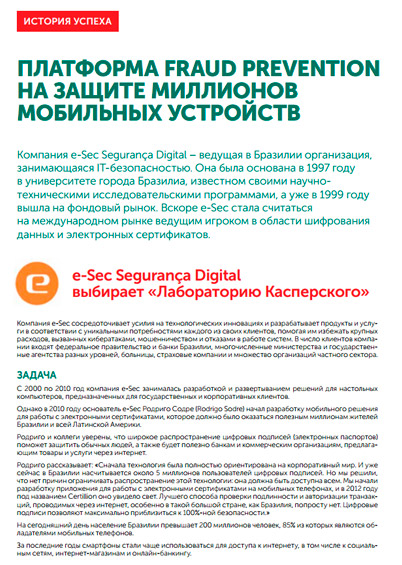 ИСТОРИЯ УСПЕХА
ПЛАТФОРМА FRAUD PREVENTION
НА ЗАЩИТЕ МИЛЛИОНОВ
МОБИЛЬНЫХ УСТРОЙСТВ
Компания e-Sec Segurança Digital – ведущая в Бразилии организация,
занимающаяся IT-безопасностью. Она была основана в 1997 году
в университете города Бразилиа, известном своими научно-
техническими исследовательскими программами, а уже в 1999 году
вышла на фондовый рынок. Вскоре e-Sec стала считаться
на международном рынке ведущим игроком в области шифрования
данных и электронных сертификатов.
e-Sec Segurança Digital
выбирает «Лабораторию Касперского»
Компания e-Sec сосредоточивает усилия на технологических инновациях и разрабатывает продукты и услу-
ги в соответствии с уникальными потребностями каждого из своих клиентов, помогая им избежать крупных
расходов, вызванных кибератаками, мошенничеством и отказами в работе систем. В число клиентов компа-
нии входят федеральное правительство и банки Бразилии, многочисленные министерства и государствен-
ные агентства разных уровней, больницы, страховые компании и множество организаций частного сектора.
ЗАДАЧА
С 2000 по 2010 год компания e-Sec занималась разработкой и развертыванием решений для настольных
компьютеров, предназначенных для государственных и корпоративных клиентов.
Однако в 2010 году основатель e-Sec Родриго Содре (Rodrigo Sodré) начал разработку мобильного решения
для работы с электронными сертификатами, которое должно было оказаться полезным миллионам жителей
Бразилии и всей Латинской Америки.
Родриго и коллеги уверены, что широкое распространение цифровых подписей (электронных паспортов)
поможет защитить обычных людей, а также будет полезно банкам и коммерческим организациям, предлага-
ющим товары и услуги через интернет.
Родриго рассказывает: «Сначала технология была полностью ориентирована на корпоративный мир. И уже
сейчас в Бразилии насчитывается около 5 миллионов пользователей цифровых подписей. Но мы решили,
что нет причин ограничивать распространение этой технологии: она должна быть доступна всем. Мы начали
разработку приложения для работы с электронными сертификатами на мобильных телефонах, и в 2012 году
под названием Certillion оно увидело свет. Лучшего способа проверки подлинности и авторизации транзак-
ций, проводимых через интернет, особенно в такой большой стране, как Бразилия, попросту нет. Цифровые
подписи позволяют максимально приблизиться к 100%-ной безопасности.»
На сегодняшний день население Бразилии превышает 200 миллионов человек, 85% из которых являются об-
ладателями мобильных телефонов.
За последние годы смартфоны стали чаще использоваться для доступа к интернету, в том числе к социаль-
ным сетям, интернет-магазинам и онлайн-банкингу.